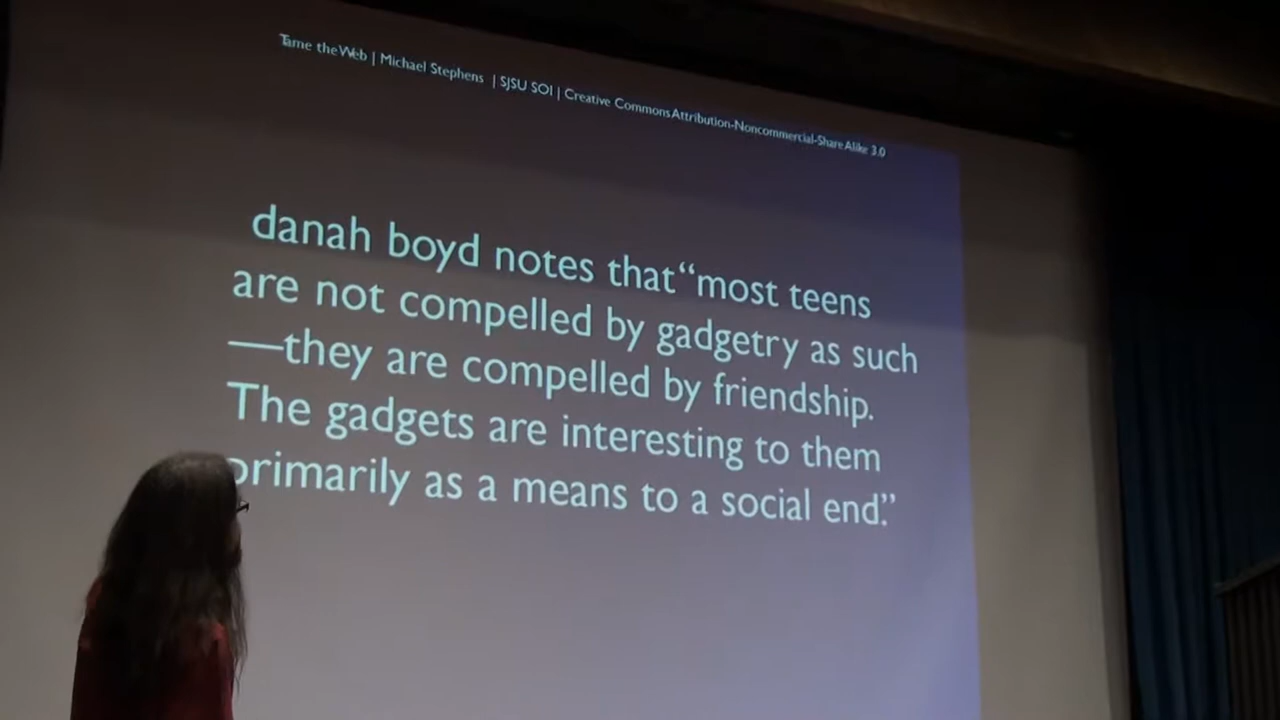 Tame the Web | Michael Stephens | SJSU SOI | Creative Commons Attribution-Noncommercial-Share Alike 3.0
danah boyd notes that “most teens
are not compelled by gadgetry as such
—they are compelled by friendship.
The gadgets are interesting to them
primarily as a means to a social end.”